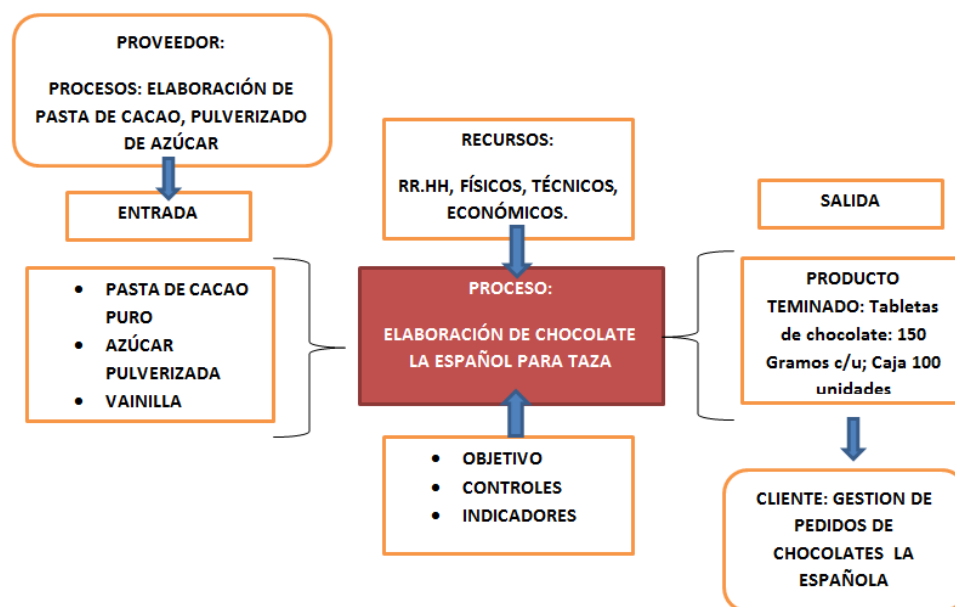 PROVEEDOR:
PROCESOS: ELABORACIÓN DE
PASTA DE CACAO, PULVERIZADO
DE AZÚCAR
ENTRADA
• PASTA DE CACAO
PURO
• AZÚCAR
PULVERIZADA
• VAINILLA
RECURSOS:
RR.HH, FÍSICOS, TÉCNICOS,
ECONÓMICOS.
PROCESO:
ELABORACIÓN DE CHOCOLATE
LA ESPAÑOL PARA TAZA
• OBJETIVO
• CONTROLES
• INDICADORES
SALIDA
PRODUCTO
TEMINADO: Tabletas
de chocolate: 150
Gramos c/u; Caja 100
unidades
CLIENTE: GESTION DE
PEDIDOS DE
CHOCOLATES LA
ESPAÑOLA